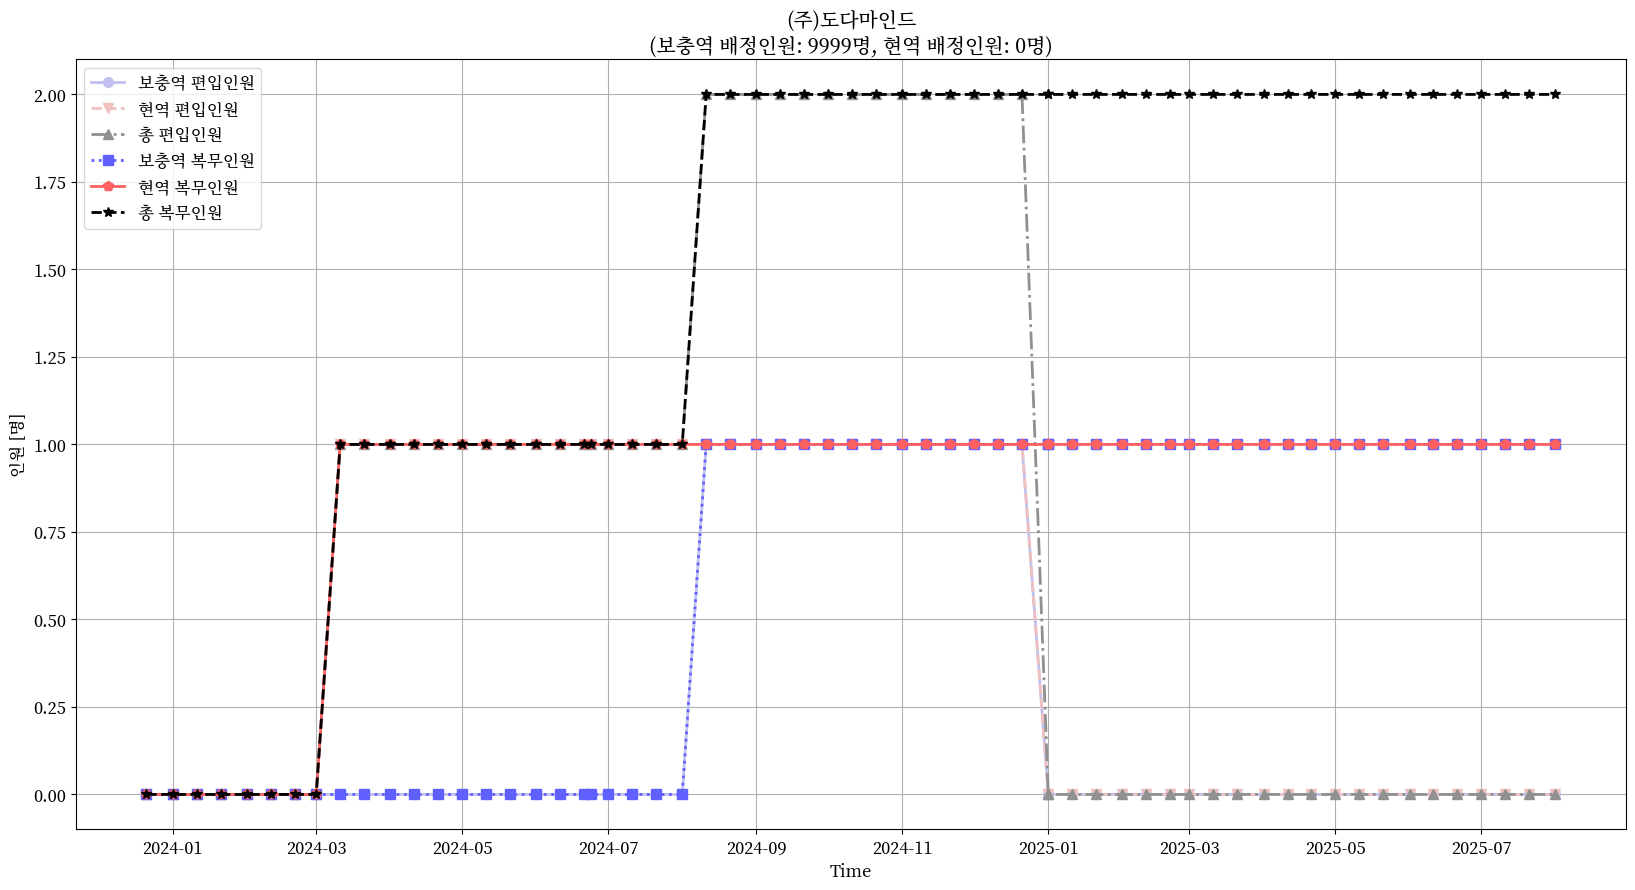 (주)도다마인드
(보충역 배정인원: 9999명, 현역 배정인원: 0명)
보충역 편입인원
현역 편입인원
총 편입인원
보충역 복무인원
현역 복무인원
총 복무인원
2.00
1.75
1.50
1.25
1.00
0.75
0.50
0.25
0.00
인원 [명]
2024-01 2024-03 2024-05 2024-07 2024-09 2024-11 2025-01 2025-03 2025-05 2025-07
Time